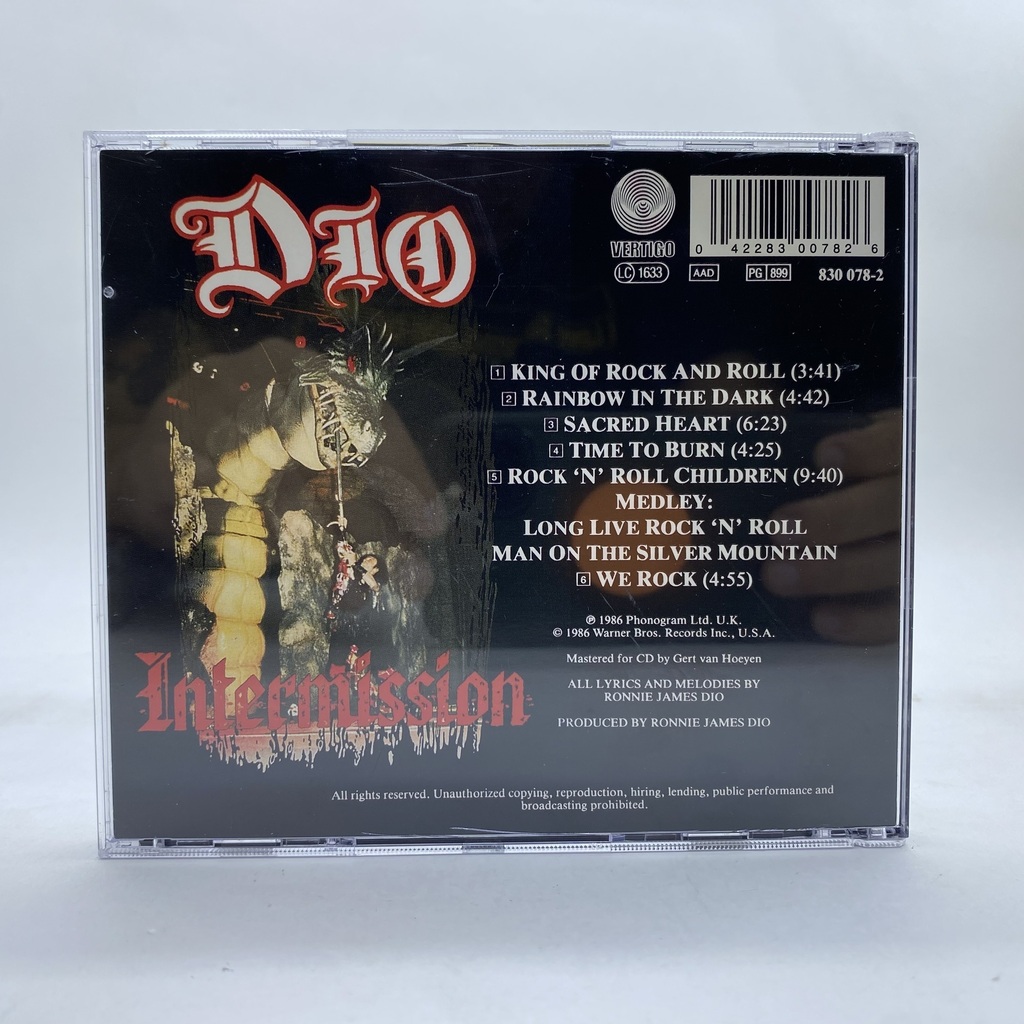 DIO
VERTIGO
LC 1633
0 42283 00782 6
AAD
PG 899
830 078-2
1 KING OF ROCK AND ROLL (3:41)
2 RAINBOW IN THE DARK (4:42)
3 SACRED HEART (6:23)
4 TIME TO BURN (4:25)
5 ROCK ‘N’ ROLL CHILDREN (9:40)
MEDLEY:
LONG LIVE ROCK ‘N’ ROLL
MAN ON THE SILVER MOUNTAIN
6 WE ROCK (4:55)
℗ 1986 Phonogram Ltd. U.K.
© 1986 Warner Bros. Records Inc., U.S.A.
Mastered for CD by Gert van Hoeyen
ALL LYRICS AND MELODIES BY
RONNIE JAMES DIO
PRODUCED BY RONNIE JAMES DIO
Intermission
All rights reserved. Unauthorized copying, reproduction, hiring, lending, public performance and
broadcasting prohibited.